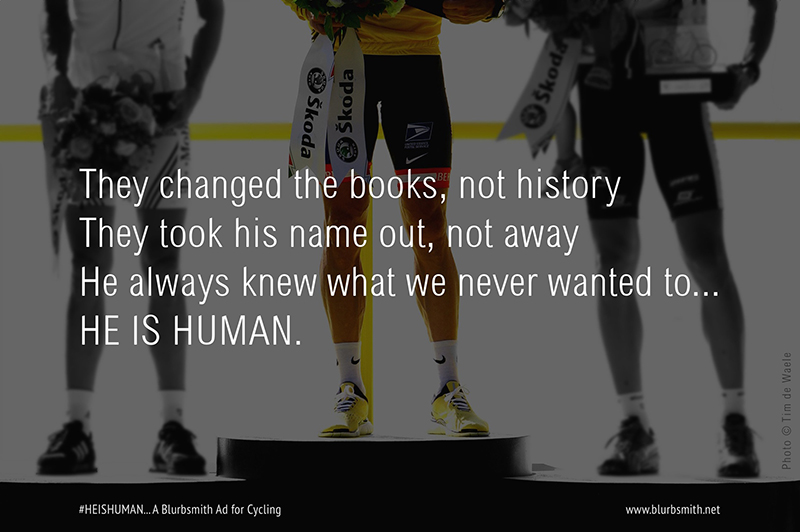 Škoda
Škoda
Škoda
They changed the books, not history
They took his name out, not away
He always knew what we never wanted to...
HE IS HUMAN.
Photo © Tim de Waele
#HEISHUMAN... A Blurbsmith Ad for Cycling
www.blurbsmith.net